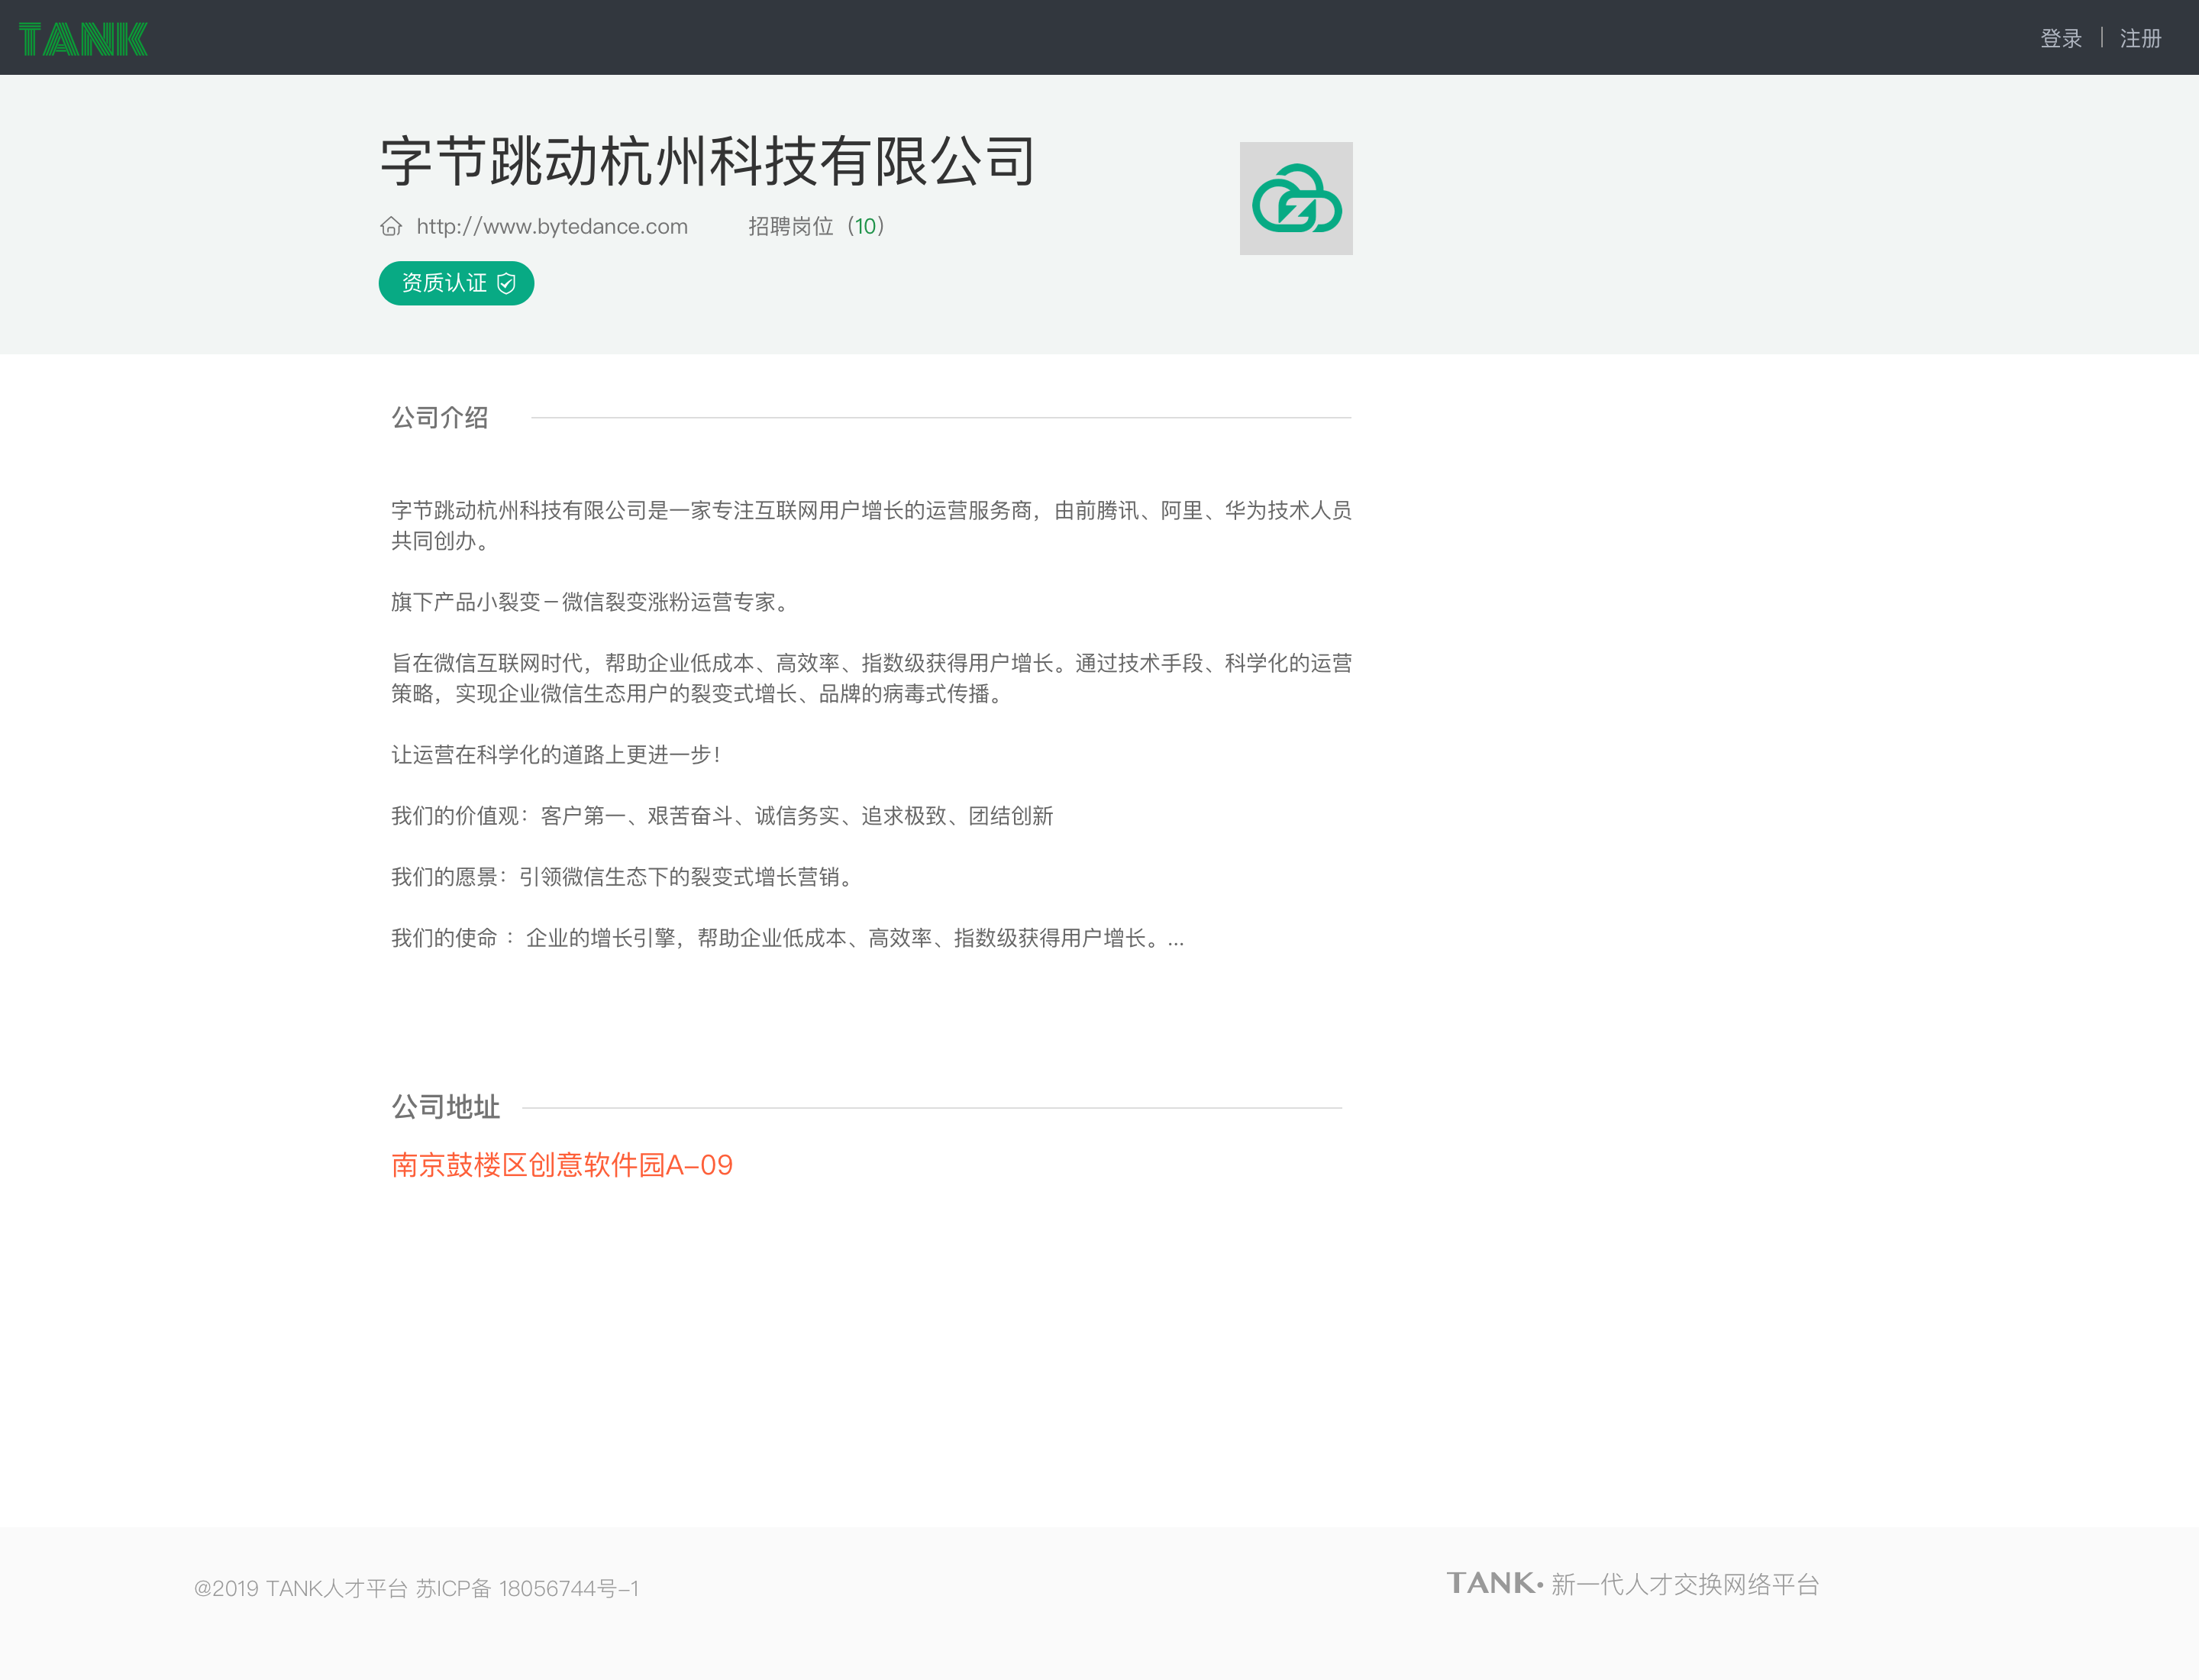 TANK
登录 | 注册
字节跳动杭州科技有限公司
http://www.bytedance.com 招聘岗位（10）
资质认证
公司介绍
字节跳动杭州科技有限公司是一家专注互联网用户增长的运营服务商，由前腾讯、阿里、华为技术人员
共同创办。
旗下产品小裂变－微信裂变涨粉运营专家。
旨在微信互联网时代，帮助企业低成本、高效率、指数级获得用户增长。通过技术手段、科学化的运营
策略，实现企业微信生态用户的裂变式增长、品牌的病毒式传播。
让运营在科学化的道路上更进一步！
我们的价值观：客户第一、艰苦奋斗、诚信务实、追求极致、团结创新
我们的愿景：引领微信生态下的裂变式增长营销。
我们的使命 ：企业的增长引擎，帮助企业低成本、高效率、指数级获得用户增长。...
公司地址
南京鼓楼区创意软件园A-09
@2019 TANK人才平台 苏ICP备 18056744号-1
TANK· 新一代人才交换网络平台